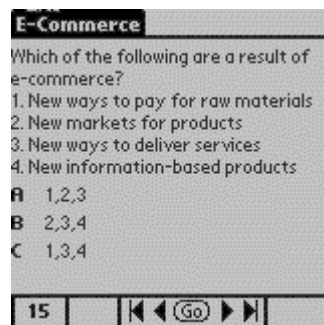 E-Commerce
Which of the following are a result of
e-commerce?
1. New ways to pay for raw materials
2. New markets for products
3. New ways to deliver services
4. New information-based products
A 1,2,3
B 2,3,4
C 1,3,4
15 Go